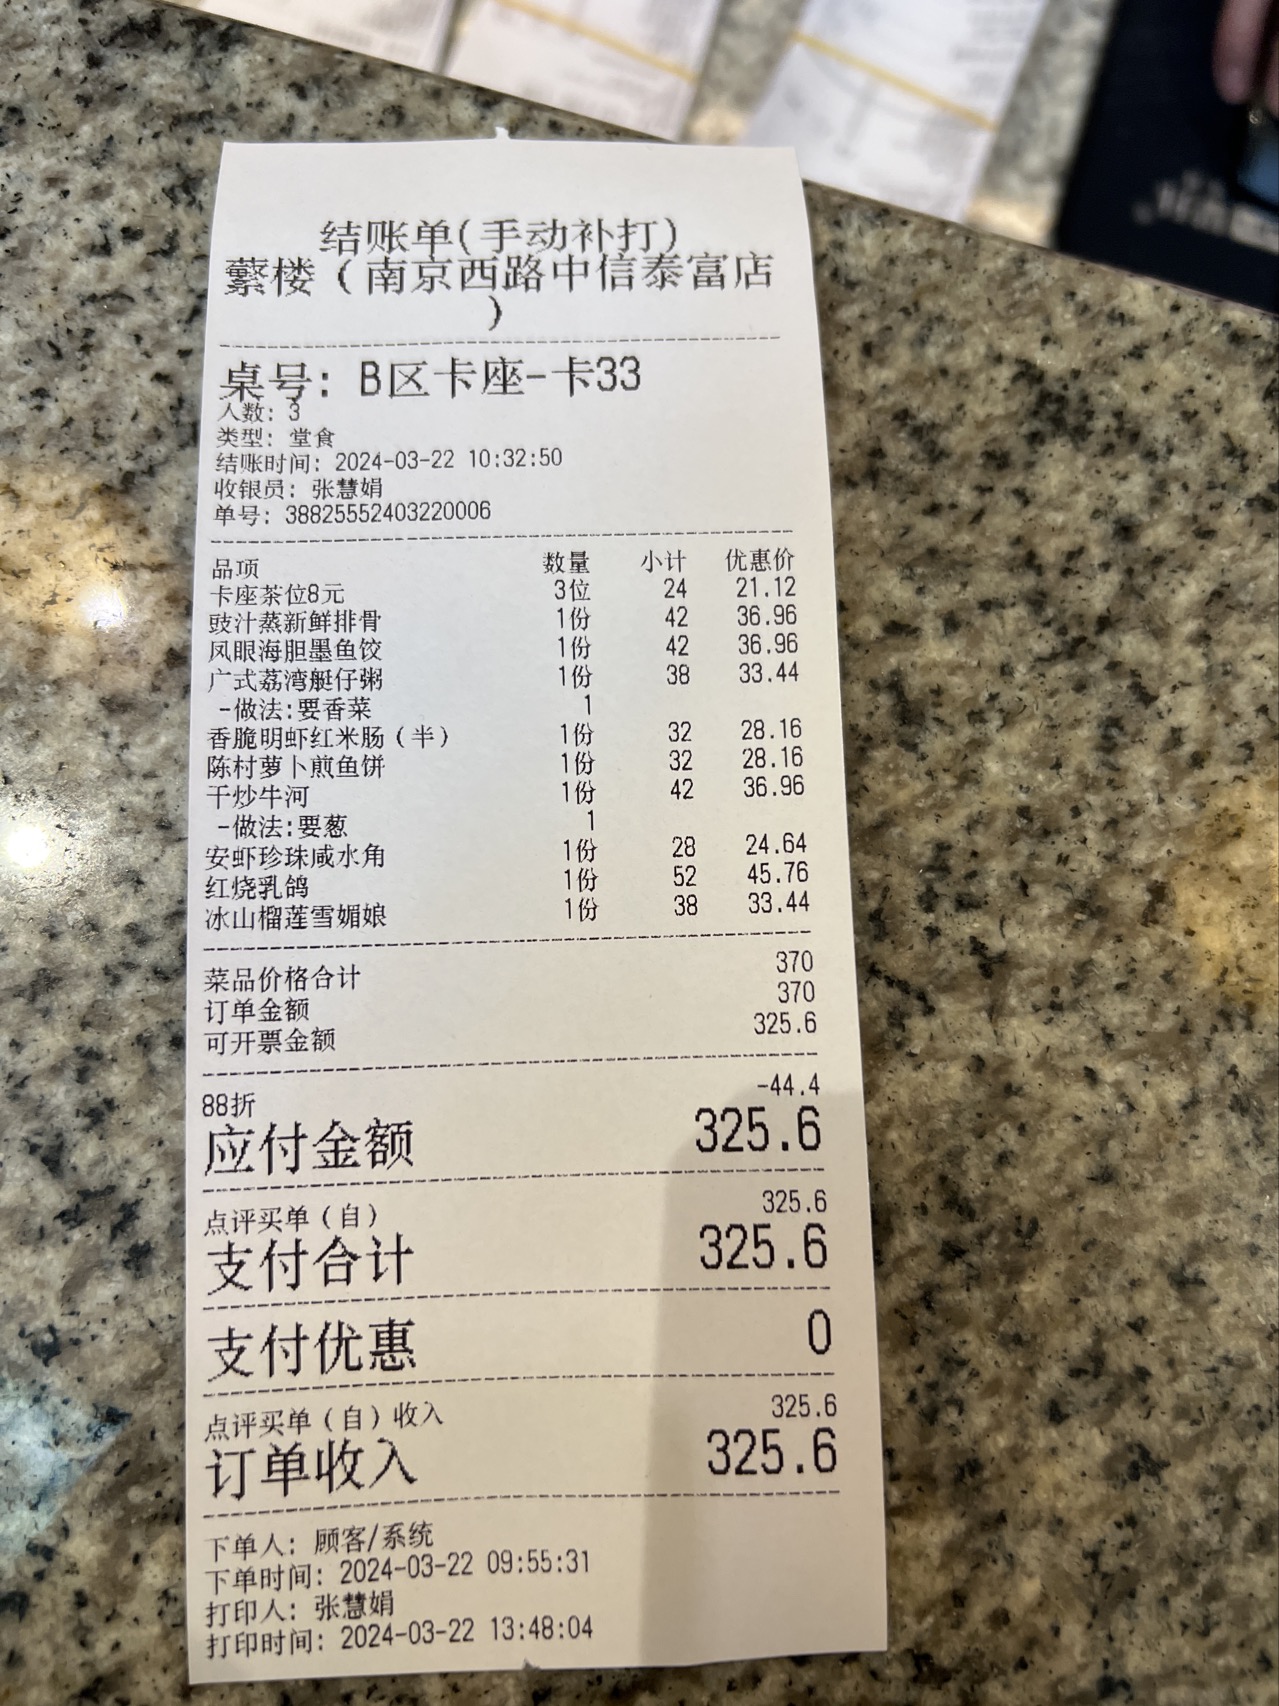 结账单(手动补打)
蘩楼（南京西路中信泰富店
）
桌号: B区卡座-卡33
人数: 3
类型: 堂食
结账时间: 2024-03-22 10:32:50
收银员: 张慧娟
单号: 38825552403220006
品项 数量 小计 优惠价
卡座茶位8元 3位 24 21.12
豉汁蒸新鲜排骨 1份 42 36.96
凤眼海胆墨鱼饺 1份 42 36.96
广式荔湾艇仔粥 1份 38 33.44
-做法:要香菜 1
香脆明虾红米肠（半） 1份 32 28.16
陈村萝卜煎鱼饼 1份 32 28.16
干炒牛河 1份 42 36.96
-做法:要葱 1
安虾珍珠咸水角 1份 28 24.64
红烧乳鸽 1份 52 45.76
冰山榴莲雪媚娘 1份 38 33.44
菜品价格合计 370
订单金额 370
可开票金额 325.6
88折 -44.4
应付金额 325.6
点评买单（自） 325.6
支付合计 325.6
支付优惠 0
点评买单（自）收入 325.6
订单收入 325.6
下单人: 顾客/系统
下单时间: 2024-03-22 09:55:31
打印人: 张慧娟
打印时间: 2024-03-22 13:48:04